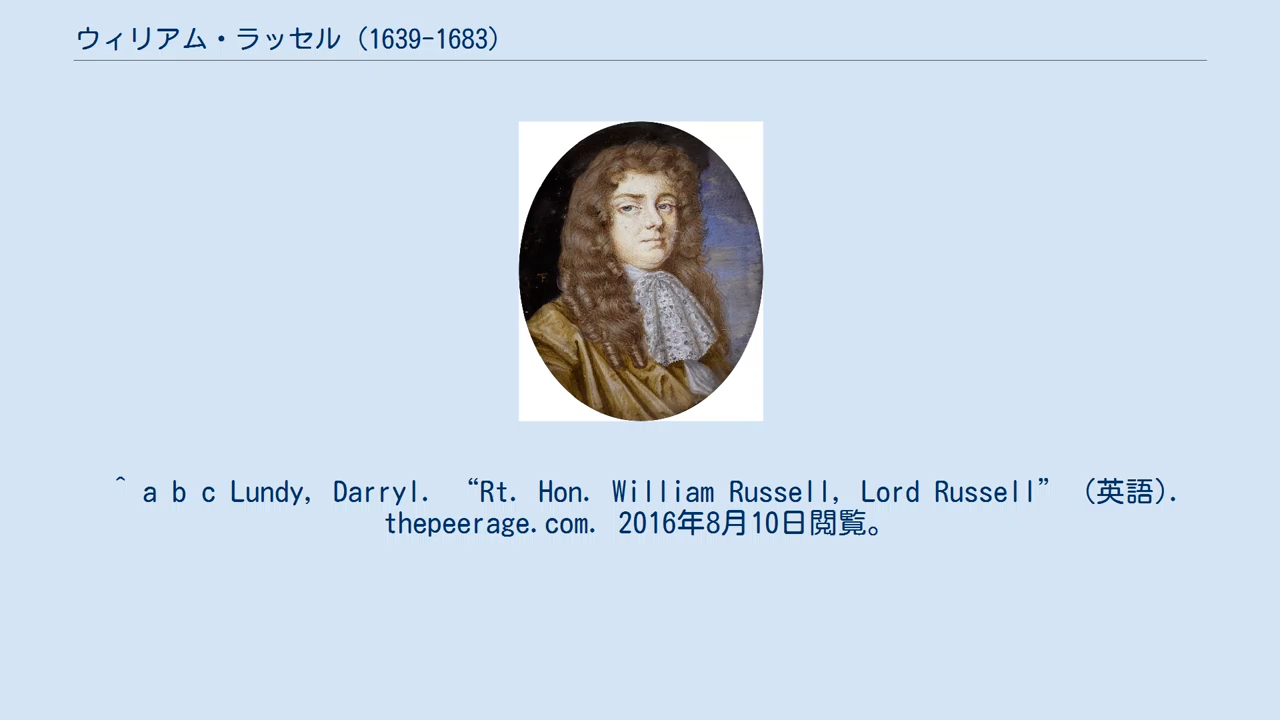 ウィリアム・ラッセル（1639-1683）
^ a b c Lundy, Darryl. “Rt. Hon. William Russell, Lord Russell” （英語）.
thepeerage.com. 2016年8月10日閲覧。